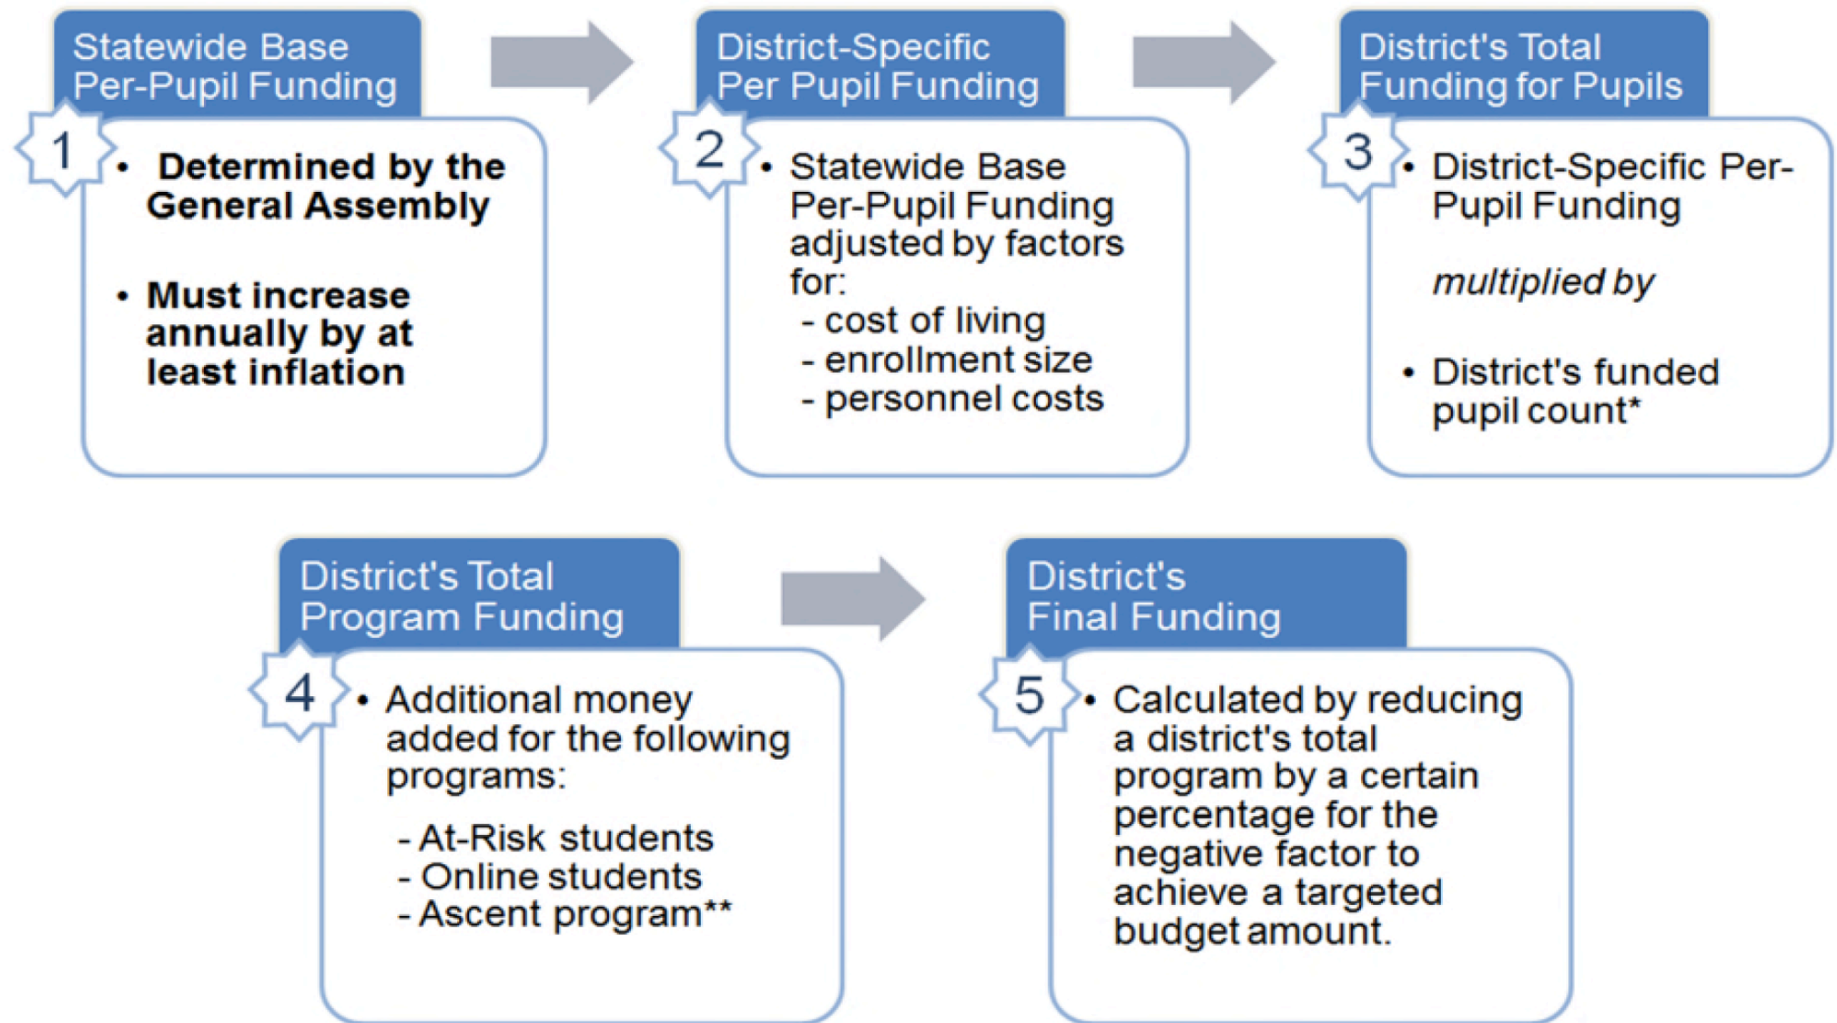 Statewide Base
Per-Pupil Funding
1
• Determined by the
General Assembly
• Must increase
annually by at
least inflation
District-Specific
Per Pupil Funding
2
• Statewide Base
Per-Pupil Funding
adjusted by factors
for:
- cost of living
- enrollment size
- personnel costs
District's Total
Funding for Pupils
3
• District-Specific Per-
Pupil Funding
multiplied by
• District's funded
pupil count*
District's Total
Program Funding
4
• Additional money
added for the following
programs:
- At-Risk students
- Online students
- Ascent program**
District's
Final Funding
5
• Calculated by reducing
a district's total
program by a certain
percentage for the
negative factor to
achieve a targeted
budget amount.